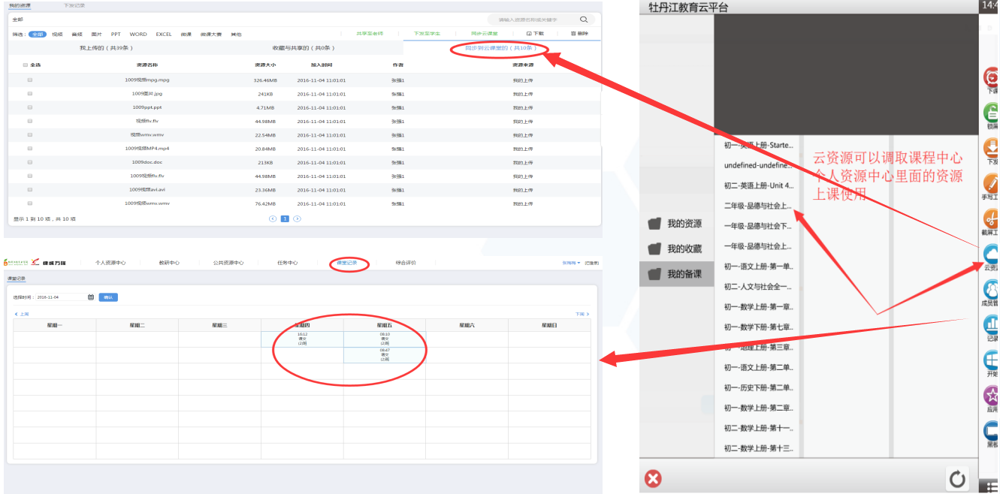 我的资源 下发记录
全部 请输入资源名称或关键字
筛选： 全部 视频 音频 图片 PPT WORD EXCEL 微课 微课大赛 其他 共享至老师 下发至学生 同步云课堂 下载 删除
我上传的 ( 共39条 ) 收藏与共享的 ( 共0条 ) 同步到云课堂的 ( 共10条 )
全选 资源名称 资源大小 加入时间 作者 资源来源
1009视频mpg.mpg 326.46MB 2016-11-04 11:01:01 张强1 我的上传
1009图片.jpg 241KB 2016-11-04 11:01:01 张强1 我的上传
1009ppt.ppt 4.71MB 2016-11-04 11:01:01 张强1 我的上传
视频flv.flv 44.98MB 2016-11-04 11:01:01 张强1 我的上传
视频wmv.wmv 22.54MB 2016-11-04 11:01:01 张强1 我的上传
1009视频MP4.mp4 20.84MB 2016-11-04 11:01:01 张强1 我的上传
1009doc.doc 213KB 2016-11-04 11:01:01 张强1 我的上传
1009视频flv.flv 44.98MB 2016-11-04 11:01:01 张强1 我的上传
1009视频avi.avi 23.36MB 2016-11-04 11:01:01 张强1 我的上传
1009视频wmv.wmv 76.42MB 2016-11-04 11:01:01 张强1 我的上传
显示 1 到 10 项 , 共 10 项 1
个人资源中心 教研中心 公共资源中心 任务中心 课堂记录 综合评价
课堂记录
选择时间： 2016-11-04 确认
上周 下周
星期一 星期二 星期三 星期四 星期五 星期六 星期日
16:12 08:10
语文 语文
(2)班 (2)班
08:47
语文
(2)班
牡丹江教育云平台 14:4
我的资源
我的收藏
我的备课
初一-英语上册-Starte...
undefined-undefine...
初二-英语上册-Unit 4...
二年级-品德与社会上...
一年级-品德与社会下...
一年级-品德与社会上...
初一-语文上册-第一单..
初二-人文与社会全一...
初一-数学上册-第一章..
初一-数学下册-第七章..
初一-地理上册-第三章..
初一-语文上册-第二单..
初一-历史下册-第二单..
初一-数学上册-第二章..
初二-数学上册-第十一..
初二-数学上册-第十三..
云资源可以调取课程中心
个人资源中心里面的资源
上课使用
下课
锁屏
下发
手写工
截屏工
云资源
成员管
记录
开始
应用
黑板